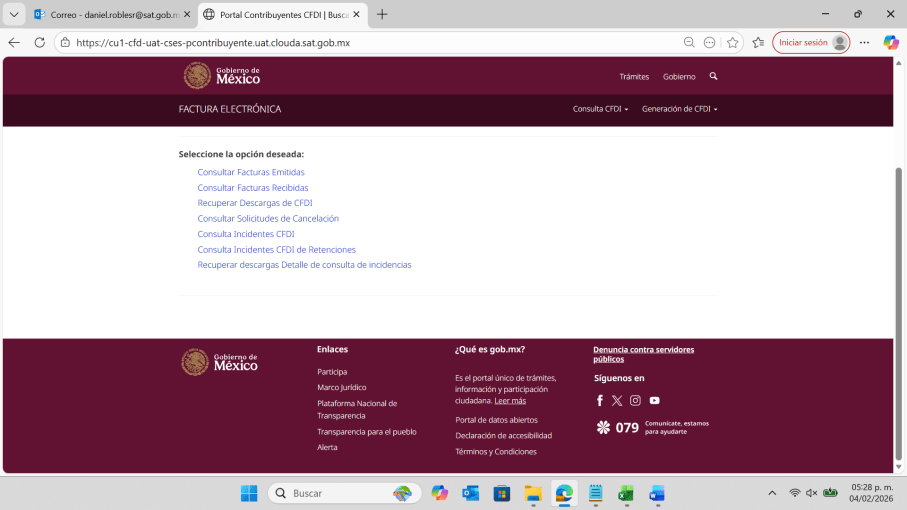 Correo - daniel.roblesr@sat.gob.m
Portal Contribuyentes CFDI | Busca
https://cu1-cfd-uat-cses-pcontribuyente.uat.clouda.sat.gob.mx
Iniciar sesión
Gobierno de
México
Trámites
Gobierno
FACTURA ELECTRÓNICA
Consulta CFDI
Generación de CFDI
Seleccione la opción deseada:
Consultar Facturas Emitidas
Consultar Facturas Recibidas
Recuperar Descargas de CFDI
Consultar Solicitudes de Cancelación
Consulta Incidentes CFDI
Consulta Incidentes CFDI de Retenciones
Recuperar descargas Detalle de consulta de incidencias
Gobierno de
México
Enlaces
Participa
Marco Jurídico
Plataforma Nacional de
Transparencia
Transparencia para el pueblo
Alerta
¿Qué es gob.mx?
Es el portal único de trámites,
información y participación
ciudadana. Leer más
Portal de datos abiertos
Declaración de accesibilidad
Términos y Condiciones
Denuncia contra servidores
públicos
Síguenos en
079
Comunícate, estamos
para ayudarte
Buscar
05:28 p. m.
04/02/2026